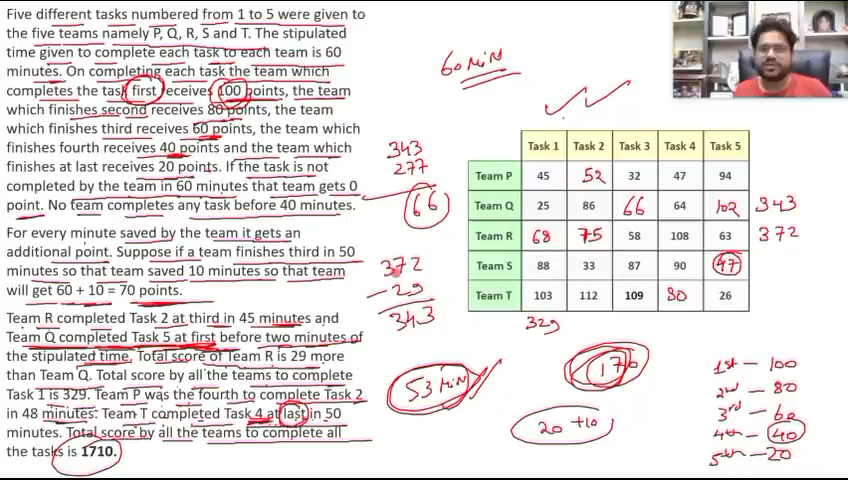 Five different tasks numbered from 1 to 5 were given to
the five teams namely P, Q, R, S and T. The stipulated
time given to complete each task to each team is 60
minutes. On completing each task the team which
completes the task first receives 100 points, the team
which finishes second receives 80 points, the team
which finishes third receives 60 points, the team which
finishes fourth receives 40 points and the team which
finishes at last receives 20 points. If the task is not
completed by the team in 60 minutes that team gets 0
point. No team completes any task before 40 minutes.
For every minute saved by the team it gets an
additional point. Suppose if a team finishes third in 50
minutes so that team saved 10 minutes so that team
will get 60 + 10 = 70 points.
Team R completed Task 2 at third in 45 minutes and
Team Q completed Task 5 at first before two minutes of
the stipulated time. Total score of Team R is 29 more
than Team Q. Total score by all the teams to complete
Task 1 is 329. Team P was the fourth to complete Task 2
in 48 minutes. Team T completed Task 4 at last in 50
minutes. Total score by all the teams to complete all
the tasks is 1710.
60 Min
343
277
66
372
- 29
343
Task 1 Task 2 Task 3 Task 4 Task 5
Team P 45 52 32 47 94
Team Q 25 86 66 64 102 343
Team R 68 75 58 108 63 372
Team S 88 33 87 90 47
Team T 103 112 109 30 26
329
53 Min
20 +10
1st - 100
2nd - 80
3rd - 60
4th - 40
5th - 20